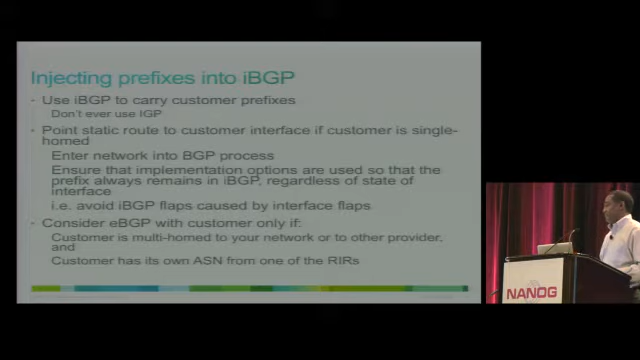 Injecting prefixes into iBGP
- Use iBGP to carry customer prefixes
Don't ever use IGP
- Point static route to customer interface if customer is single-
homed
Enter network into BGP process
Ensure that implementation options are used so that the
prefix always remains in iBGP, regardless of state of
interface
i.e. avoid iBGP flaps caused by interface flaps
- Consider eBGP with customer only if:
Customer is multi-homed to your network or to other provider,
and
Customer has its own ASN from one of the RIRs
NANOG